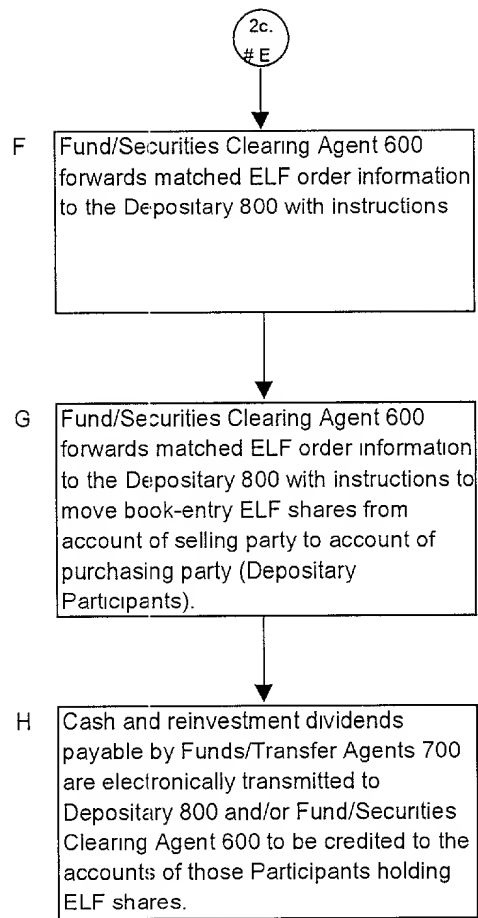 2c.
# E
F
Fund/Securities Clearing Agent 600
forwards matched ELF order information
to the Depositary 800 with instructions
G
Fund/Securities Clearing Agent 600
forwards matched ELF order information
to the Depositary 800 with instructions to
move book-entry ELF shares from
account of selling party to account of
purchasing party (Depositary
Participants).
H
Cash and reinvestment dividends
payable by Funds/Transfer Agents 700
are electronically transmitted to
Depositary 800 and/or Fund/Securities
Clearing Agent 600 to be credited to the
accounts of those Participants holding
ELF shares.